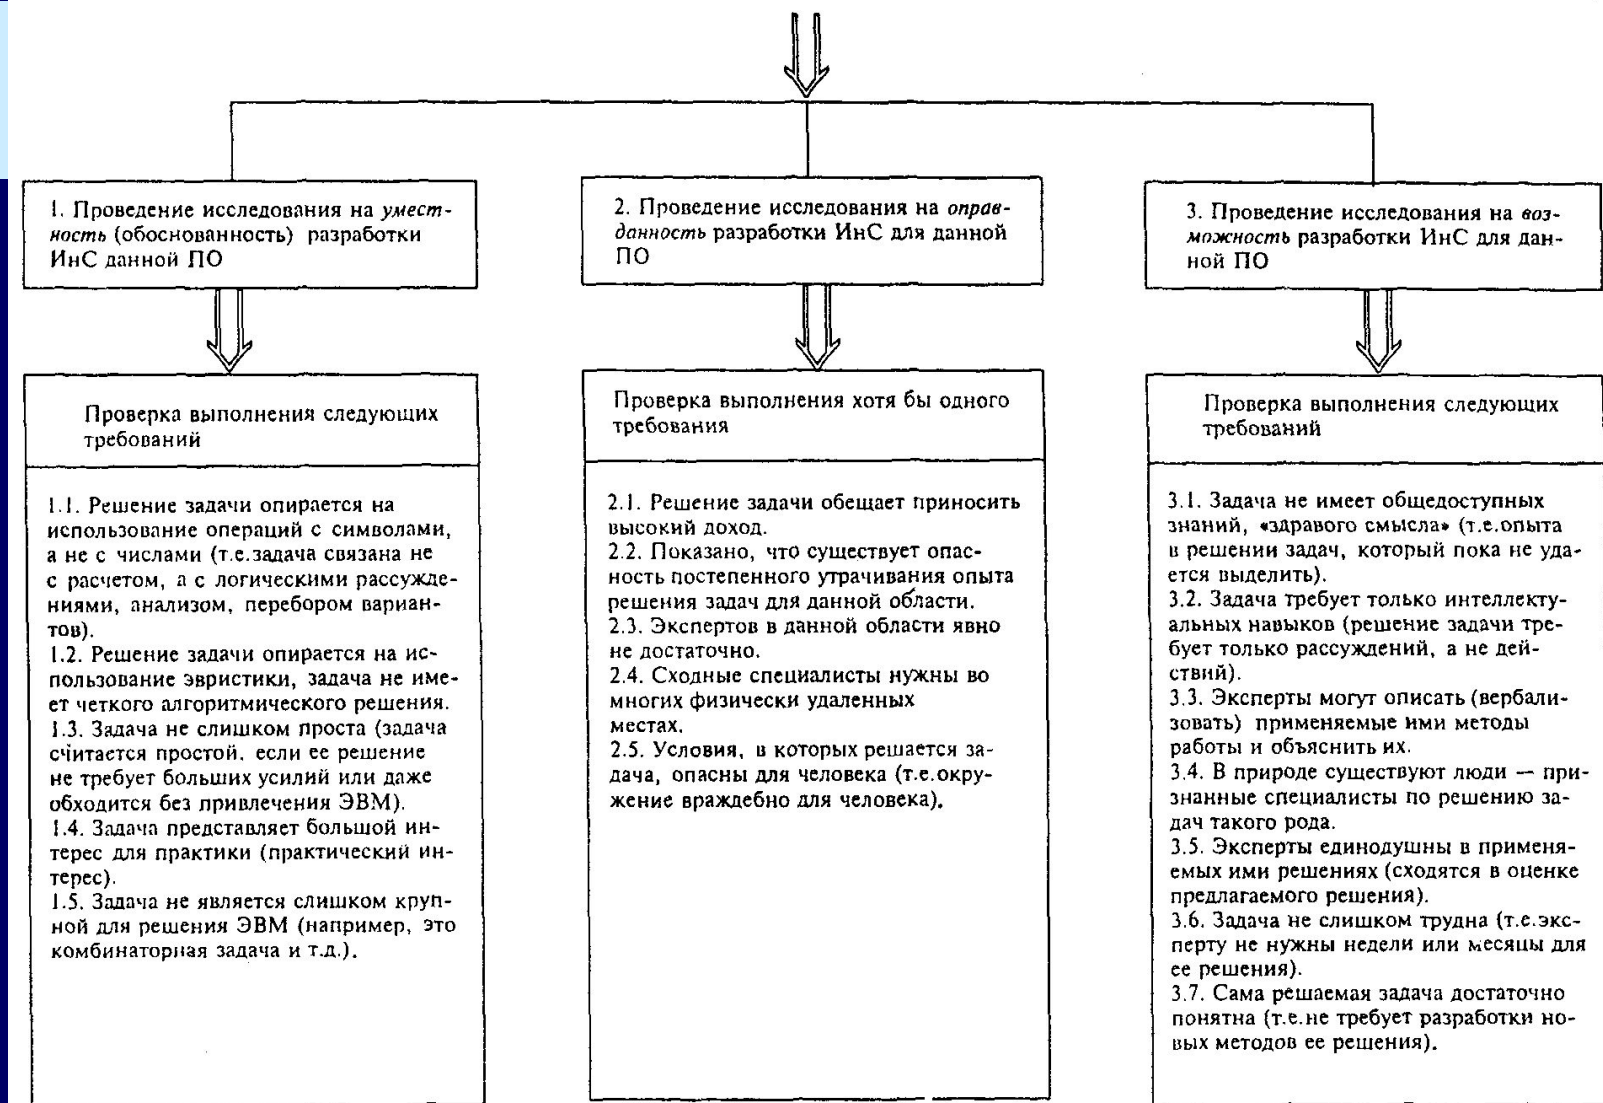 1. Проведение исследования на умест-
ность (обоснованность) разработки
ИнС данной ПО
Проверка выполнения следующих
требований
1.1. Решение задачи опирается на
использование операций с символами,
а не с числами (т.е.задача связана не
с расчетом, а с логическими рассужде-
ниями, анализом, перебором вариан-
тов).
1.2. Решение задачи опирается на ис-
пользование эвристики, задача не име-
ет четкого алгоритмического решения.
1.3. Задача не слишком проста (задача
считается простой, если ее решение
не требует больших усилий или даже
обходится без привлечения ЭВМ).
1.4. Задача представляет большой ин-
терес для практики (практический ин-
терес).
1.5. Задача не является слишком круп-
ной для решения ЭВМ (например, это
комбинаторная задача и т.д.).
2. Проведение исследования на оправ-
данность разработки ИнС для данной
ПО
Проверка выполнения хотя бы одного
требования
2.1. Решение задачи обещает приносить
высокий доход.
2.2. Показано, что существует опас-
ность постепенного утрачивания опыта
решения задач для данной области.
2.3. Экспертов в данной области явно
не достаточно.
2.4. Сходные специалисты нужны во
многих физически удаленных
местах.
2.5. Условия, в которых решается за-
дача, опасны для человека (т.е.окру-
жение враждебно для человека).
3. Проведение исследования на воз-
можность разработки ИнС для дан-
ной ПО
Проверка выполнения следующих
требований
3.1. Задача не имеет общедоступных
знаний, «здравого смысла» (т.е.опыта
в решении задач, который пока не уда-
ется выделить).
3.2. Задача требует только интеллекту-
альных навыков (решение задачи тре-
бует только рассуждений, а не дей-
ствий).
3.3. Эксперты могут описать (вербали-
зовать) применяемые ими методы
работы и объяснить их.
3.4. В природе существуют люди — при-
знанные специалисты по решению за-
дач такого рода.
3.5. Эксперты единодушны в применя-
емых ими решениях (сходятся в оценке
предлагаемого решения).
3.6. Задача не слишком трудна (т.е.экс-
перту не нужны недели или месяцы для
ее решения).
3.7. Сама решаемая задача достаточно
понятна (т.е.не требует разработки но-
вых методов ее решения).